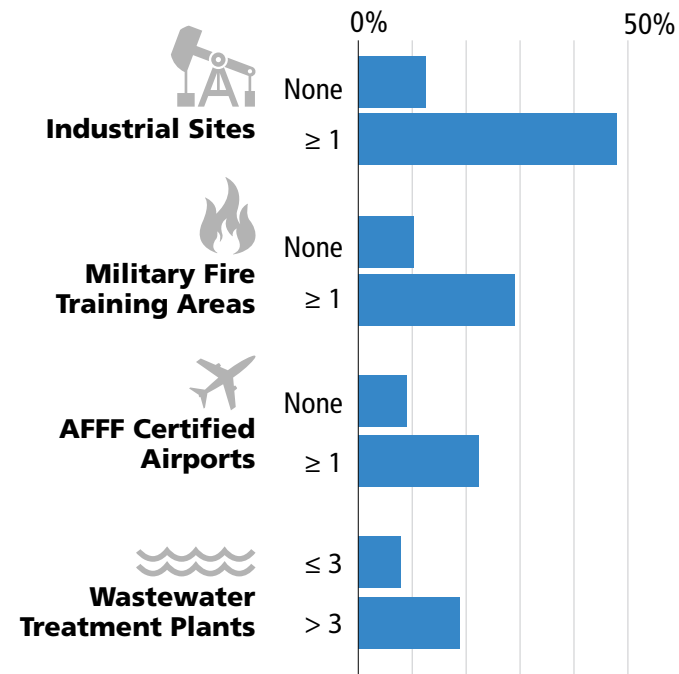 0%
50%
None
Industrial Sites
≥ 1
None
Military Fire
Training Areas
≥ 1
None
AFFF Certified
Airports
≥ 1
≤ 3
Wastewater
Treatment Plants
> 3